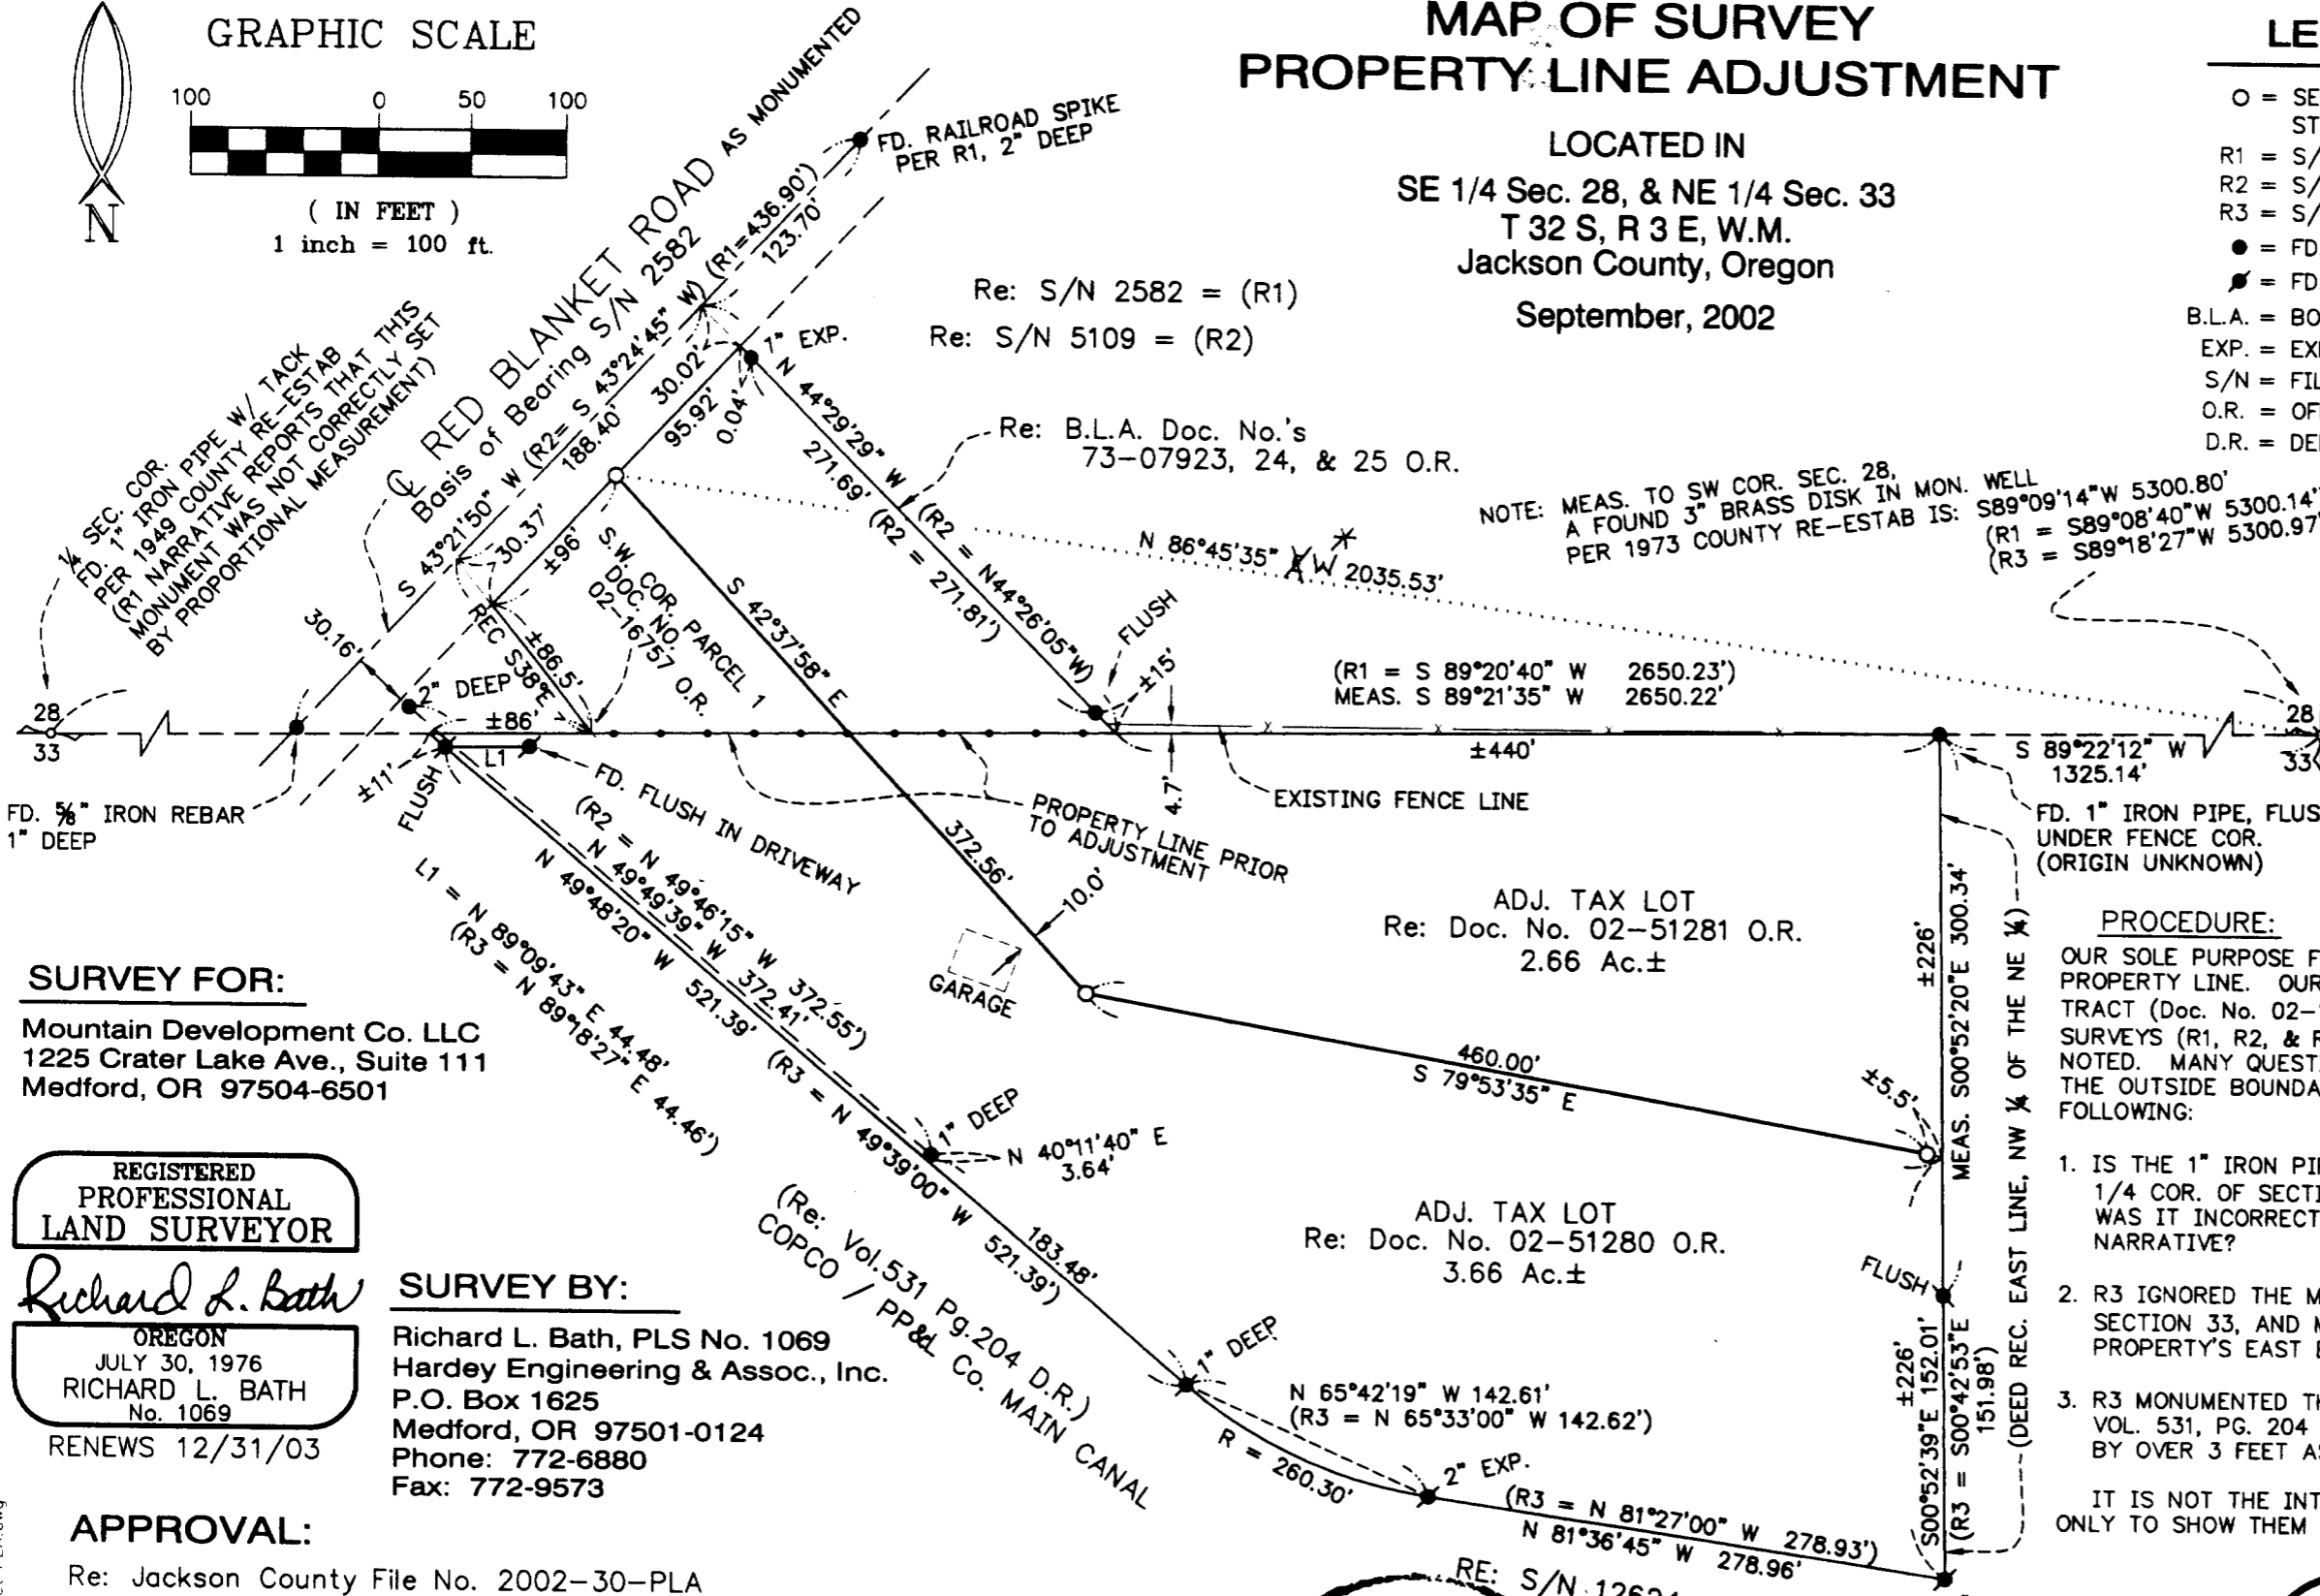 GRAPHIC SCALE
100 0 50 100
( IN FEET )
1 inch = 100 ft.
N
MAP OF SURVEY
PROPERTY LINE ADJUSTMENT
LOCATED IN
SE 1/4 Sec. 28, & NE 1/4 Sec. 33
T 32 S, R 3 E, W.M.
Jackson County, Oregon
September, 2002
LE
O = SE
ST
R1 = S/
R2 = S/
R3 = S/
● = FD
= FD
B.L.A. = BO
EXP. = EX
S/N = FIL
O.R. = OF
D.R. = DE
℄ RED BLANKET ROAD AS MONUMENTED
Basis of Bearing S/N 2582
S 43°21'50" W (R2= S 43°24'45" W) (R1=436.90')
188.40'
123.70'
FD. RAILROAD SPIKE
PER R1, 2" DEEP
30.02'
95.92'
0.04'
1" EXP.
30.37'
±96'
Re: S/N 2582 = (R1)
Re: S/N 5109 = (R2)
Re: B.L.A. Doc. No.'s
73-07923, 24, & 25 O.R.
N 44°29'29" W (R2 = N44°26'05"W)
271.69' (R2 = 271.81')
NOTE: MEAS. TO SW COR. SEC. 28,
A FOUND 3" BRASS DISK IN MON. WELL
PER 1973 COUNTY RE-ESTAB IS: S89°09'14"W 5300.80'
(R1 = S89°08'40"W 5300.14'
(R3 = S89°18'27"W 5300.97'
N 86°45'35" W * 2035.53'
1/4 SEC. COR.
FD. 1" IRON PIPE W/ TACK
PER 1949 COUNTY RE-ESTAB
(R1 NARRATIVE REPORTS THAT THIS
MONUMENT WAS NOT CORRECTLY SET
BY PROPORTIONAL MEASUREMENT)
30.16'
2" DEEP
REC S38°E
±86.5'
S.W. COR. PARCEL 1
DOC. NO.
02-16757 O.R.
S 42°37'58" E
372.56'
FLUSH
±15'
(R1 = S 89°20'40" W 2650.23')
MEAS. S 89°21'35" W 2650.22'
28
33
±86'
L1
±440'
4.7'
S 89°22'12" W
1325.14'
28
33
FD. 5/8" IRON REBAR
1" DEEP
±11'
FLUSH
FD. FLUSH IN DRIVEWAY
EXISTING FENCE LINE
PROPERTY LINE PRIOR
TO ADJUSTMENT
FD. 1" IRON PIPE, FLUS
UNDER FENCE COR.
(ORIGIN UNKNOWN)
(R2 = N 49°46'15" W 372.55')
N 49°49'39" W 372.41'
N 49°48'20" W 521.39' (R3 = N 49°39'00" W 521.39')
L1 = N 89°09'43" E 44.48'
(R3 = N 89°18'27" E 44.46')
10.0'
GARAGE
ADJ. TAX LOT
Re: Doc. No. 02-51281 O.R.
2.66 Ac.±
460.00'
S 79°53'35" E
±226'
MEAS. S00°52'20"E 300.34'
(DEED REC. EAST LINE, NW 1/4 OF THE NE 1/4)
±5.5'
1" DEEP
N 40°11'40" E
3.64'
183.48'
ADJ. TAX LOT
Re: Doc. No. 02-51280 O.R.
3.66 Ac.±
FLUSH
±226'
S00°52'39"E 152.01'
(R3 = S00°42'53"E
151.98')
(Re: Vol.531 Pg.204 D.R.)
COPCO / PP&L Co. MAIN CANAL
1" DEEP
N 65°42'19" W 142.61'
(R3 = N 65°33'00" W 142.62')
R = 260.30'
2" EXP.
(R3 = N 81°27'00" W 278.93')
N 81°36'45" W 278.96'
RE: S/N
PROCEDURE:
OUR SOLE PURPOSE F
PROPERTY LINE. OUR
TRACT (Doc. No. 02-
SURVEYS (R1, R2, & R
NOTED. MANY QUEST
THE OUTSIDE BOUNDA
FOLLOWING:
1. IS THE 1" IRON PI
1/4 COR. OF SECTI
WAS IT INCORRECT
NARRATIVE?
2. R3 IGNORED THE M
SECTION 33, AND M
PROPERTY'S EAST
3. R3 MONUMENTED TH
VOL. 531, PG. 204
BY OVER 3 FEET AS
IT IS NOT THE INT
ONLY TO SHOW THEM
SURVEY FOR:
Mountain Development Co. LLC
1225 Crater Lake Ave., Suite 111
Medford, OR 97504-6501
REGISTERED
PROFESSIONAL
LAND SURVEYOR
Richard L. Bath
OREGON
JULY 30, 1976
RICHARD L. BATH
No. 1069
RENEWS 12/31/03
SURVEY BY:
Richard L. Bath, PLS No. 1069
Hardey Engineering & Assoc., Inc.
P.O. Box 1625
Medford, OR 97501-0124
Phone: 772-6880
Fax: 772-9573
APPROVAL:
Re: Jackson County File No. 2002-30-PLA